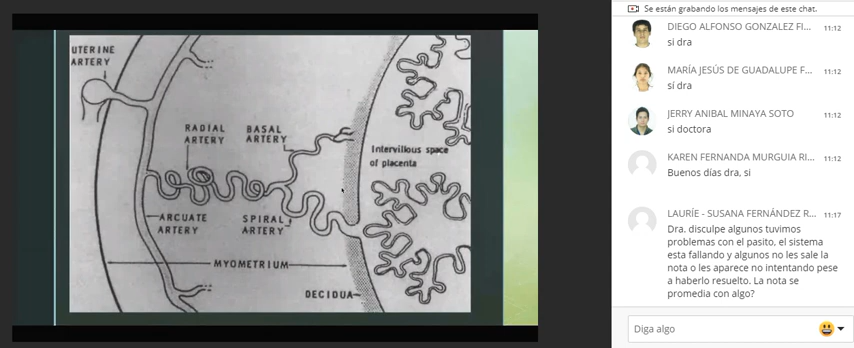 UTERINE
ARTERY
RADIAL
ARTERY
BASAL
ARTERY
Intervillous space
of placenta
ARCUATE
ARTERY
SPIRAL
ARTERY
MYOMETRIUM
DECIDUA
Se están grabando los mensajes de este chat.
DIEGO ALFONSO GONZALEZ FI... 11:12
si dra
MARÍA JESÚS DE GUADALUPE F... 11:12
sí dra
JERRY ANIBAL MINAYA SOTO 11:12
si doctora
KAREN FERNANDA MURGUIA RI... 11:12
Buenos días dra, si
LAURÍE - SUSANA FERNÁNDEZ R... 11:17
Dra. disculpe algunos tuvimos
problemas con el pasito, el sistema
esta fallando y algunos no les sale la
nota o les aparece no intentando pese
a haberlo resuelto. La nota se
promedia con algo?
Diga algo